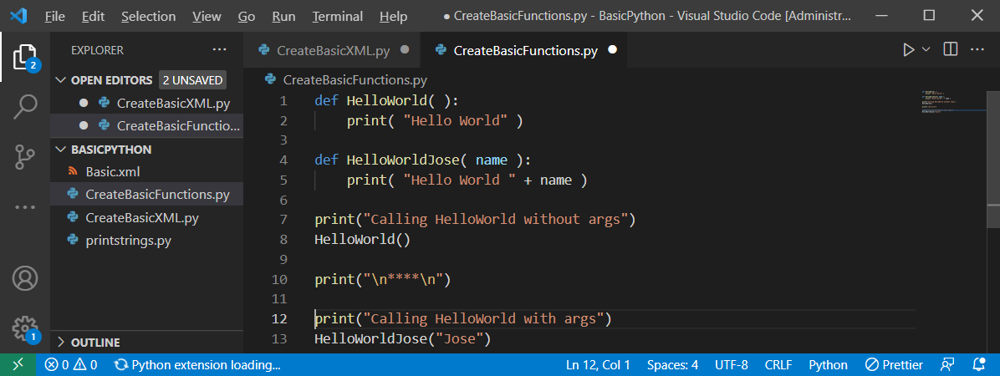 File Edit Selection View Go Run Terminal Help ● CreateBasicFunctions.py - BasicPython - Visual Studio Code [Administr...
EXPLORER ...
CreateBasicXML.py ●
CreateBasicFunctions.py ●
2
OPEN EDITORS 2 UNSAVED
● CreateBasicXML.py
● CreateBasicFunctio...
BASICPYTHON
Basic.xml
CreateBasicFunctions.py
CreateBasicXML.py
printstrings.py
OUTLINE
1
CreateBasicFunctions.py
1 def HelloWorld( ):
2     print( "Hello World" )
3
4 def HelloWorldJose( name ):
5     print( "Hello World " + name )
6
7 print("Calling HelloWorld without args")
8 HelloWorld()
9
10 print("\n****\n")
11
12 print("Calling HelloWorld with args")
13 HelloWorldJose("Jose")
0 0 Python extension loading... Ln 12, Col 1 Spaces: 4 UTF-8 CRLF Python Prettier